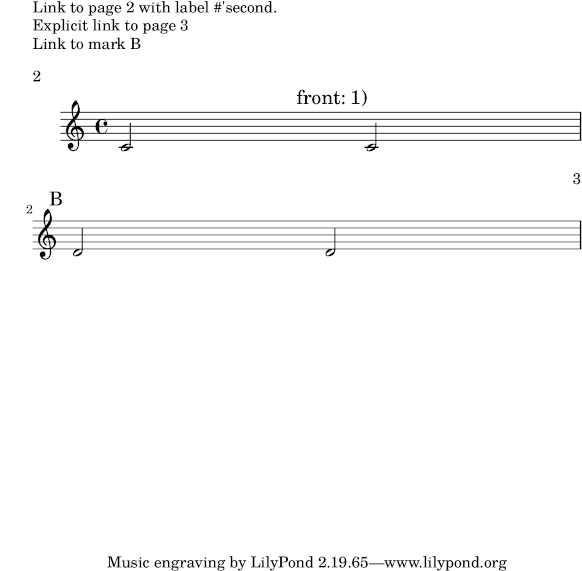 Link to page 2 with label #'second.
Explicit link to page 3
Link to mark B
2
front: 1)
3
B
2
Music engraving by LilyPond 2.19.65—www.lilypond.org